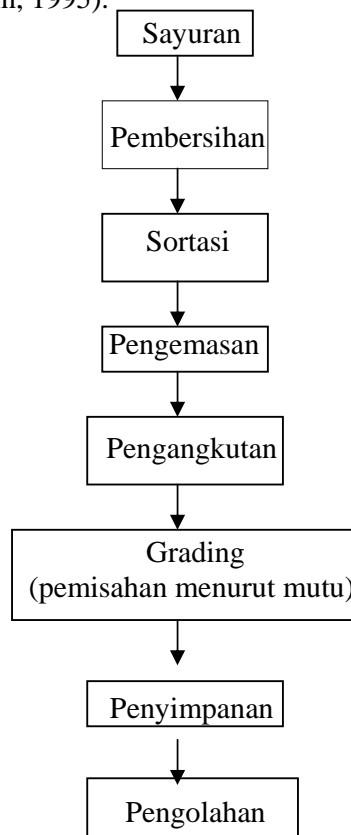 1995).
Sayuran
Pembersihan
Sortasi
Pengemasan
Pengangkutan
Grading
(pemisahan menurut mutu)
Penyimpanan
Pengolahan